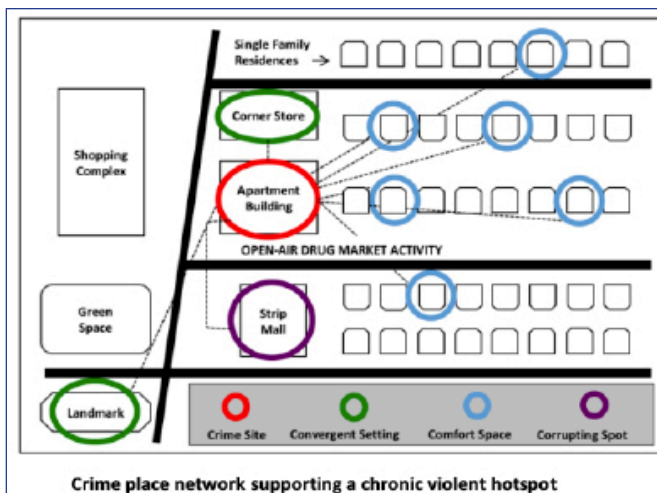 Single Family
Residences →
Corner Store
Shopping
Complex
Apartment
Building
OPEN-AIR DRUG MARKET ACTIVITY
Green
Space
Strip
Mall
Landmark
Crime Site
Convergent Setting
Comfort Space
Corrupting Spot
Crime place network supporting a chronic violent hotspot